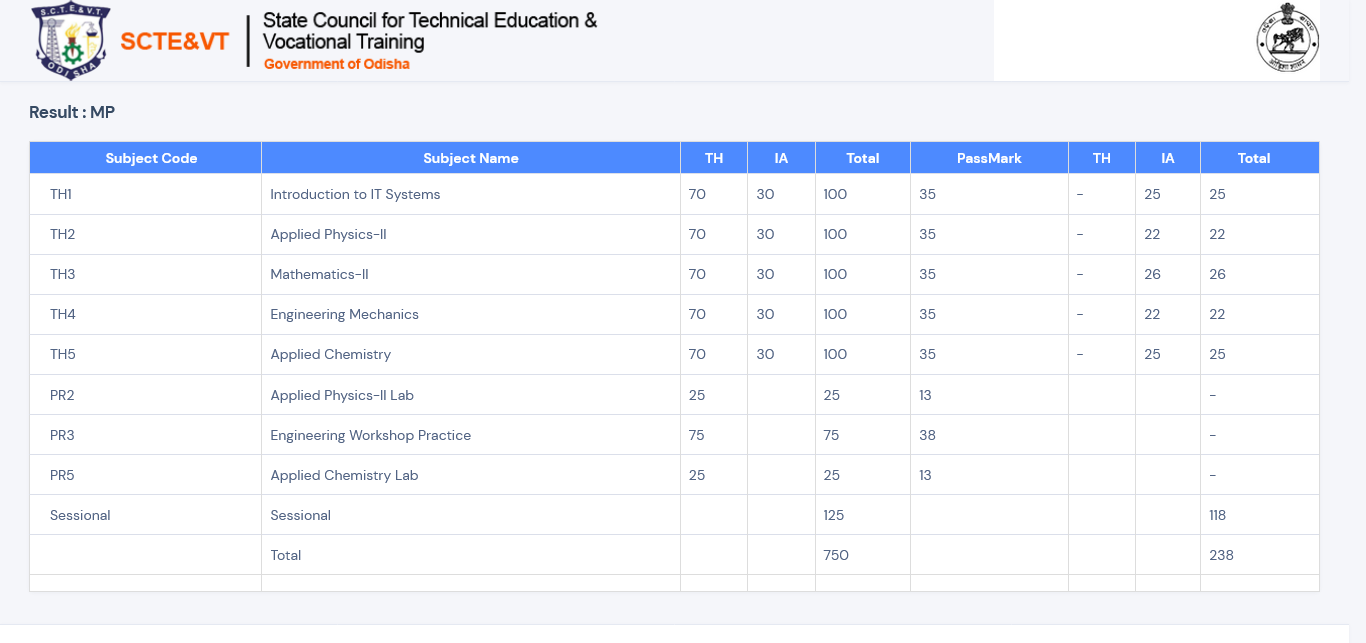 S.C.T.E.& V.T.
ODISHA
SCTE&VT
State Council for Technical Education &
Vocational Training
Government of Odisha
Result : MP
Subject Code Subject Name TH IA Total PassMark TH IA Total
TH1 Introduction to IT Systems 70 30 100 35 - 25 25
TH2 Applied Physics-II 70 30 100 35 - 22 22
TH3 Mathematics-II 70 30 100 35 - 26 26
TH4 Engineering Mechanics 70 30 100 35 - 22 22
TH5 Applied Chemistry 70 30 100 35 - 25 25
PR2 Applied Physics-II Lab 25 25 13 -
PR3 Engineering Workshop Practice 75 75 38 -
PR5 Applied Chemistry Lab 25 25 13 -
Sessional Sessional 125 118
Total 750 238